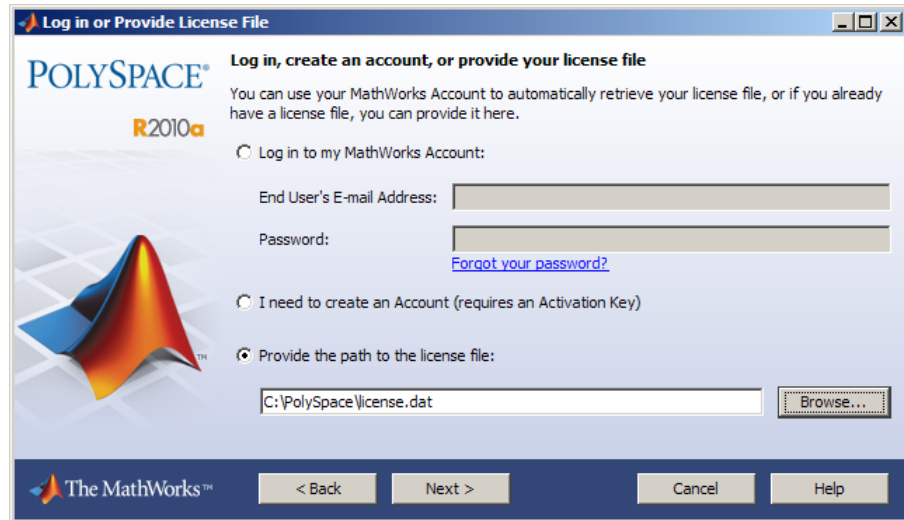 Log in or Provide License File
POLYSPACE®
R2010a
Log in, create an account, or provide your license file
You can use your MathWorks Account to automatically retrieve your license file, or if you already
have a license file, you can provide it here.
Log in to my MathWorks Account:
End User's E-mail Address:
Password:
Forgot your password?
I need to create an Account (requires an Activation Key)
TM
Provide the path to the license file:
C:\PolySpace\license.dat
Browse...
The MathWorks™
< Back
Next >
Cancel
Help